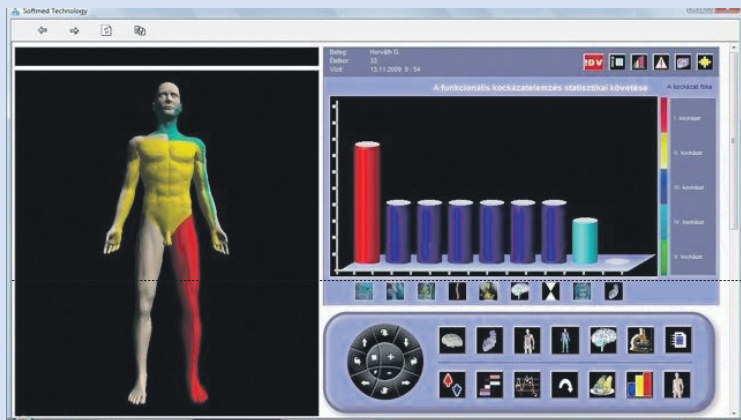 Softmed Technology
Beteg: Horváth G.
Életkor: 33
Vizit: 13.11.2009 9 : 54
!DV
A funkcionális kockázatelemzés statisztikai követése
A kockázat foka
I. kockázat
II. kockázat
III. kockázat
IV. kockázat
V. kockázat